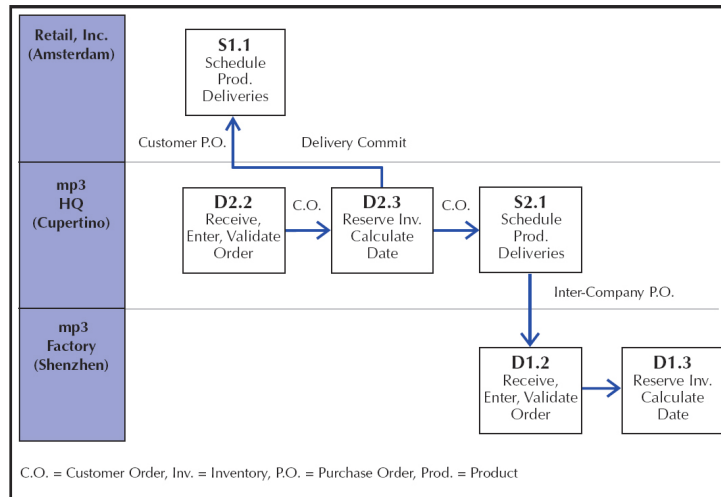 Retail, Inc.
(Amsterdam)
S1.1
Schedule
Prod.
Deliveries
Customer P.O.
Delivery Commit
mp3
HQ
(Cupertino)
D2.2
Receive,
Enter, Validate
Order
C.O.
D2.3
Reserve Inv.
Calculate
Date
C.O.
S2.1
Schedule
Prod.
Deliveries
Inter-Company P.O.
mp3
Factory
(Shenzhen)
D1.2
Receive,
Enter, Validate
Order
D1.3
Reserve Inv.
Calculate
Date
C.O. = Customer Order, Inv. = Inventory, P.O. = Purchase Order, Prod. = Product